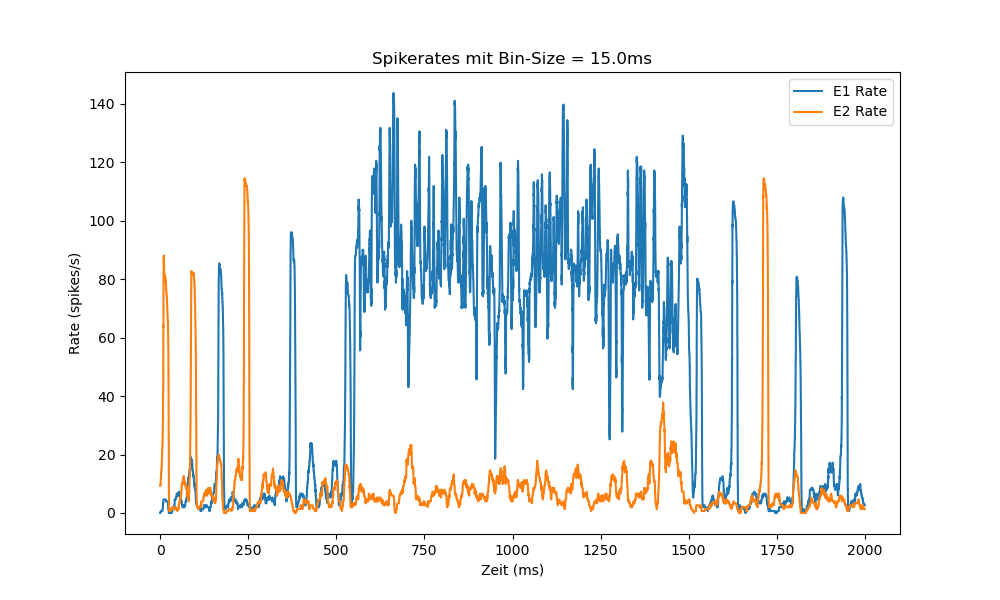 Spikerates mit Bin-Size = 15.0ms
E1 Rate
E2 Rate
Rate (spikes/s)
140
120
100
80
60
40
20
0
0 250 500 750 1000 1250 1500 1750 2000
Zeit (ms)